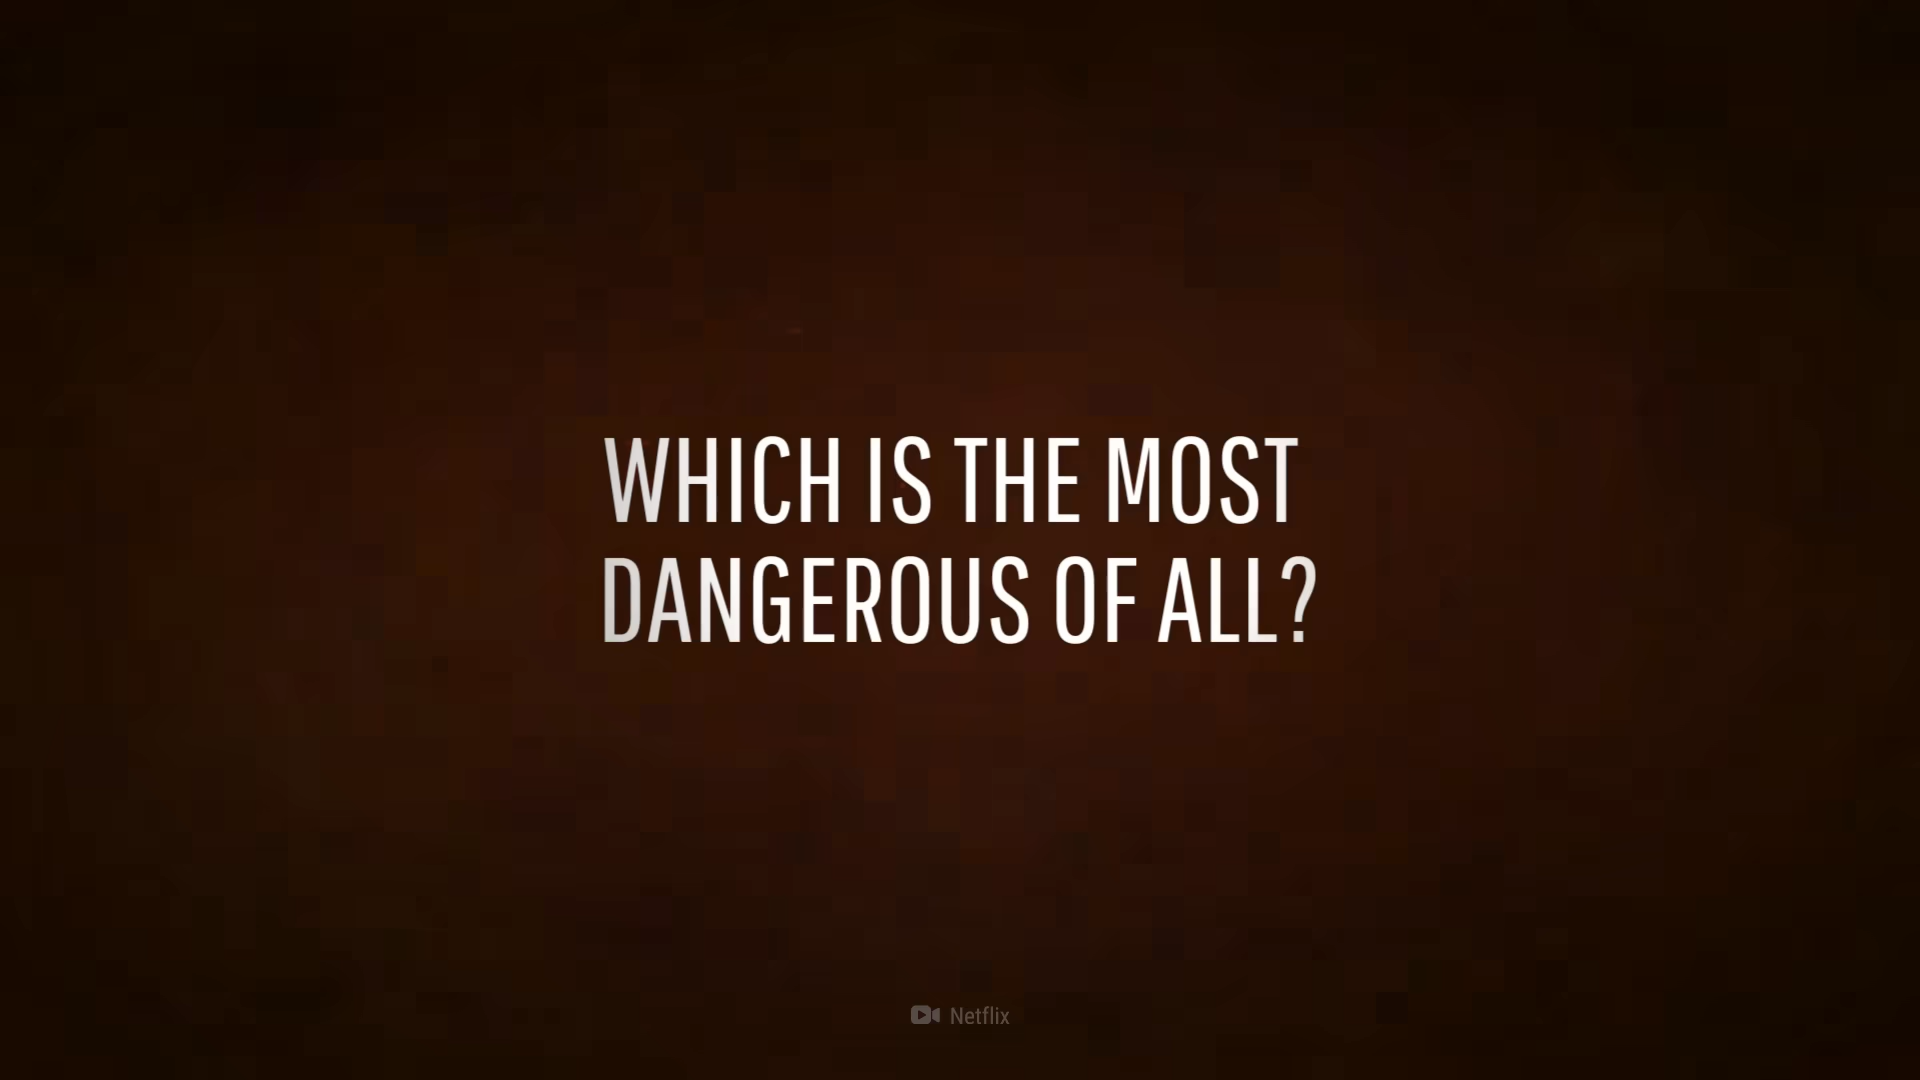 WHICH IS THE MOST
DANGEROUS OF ALL?
Netflix